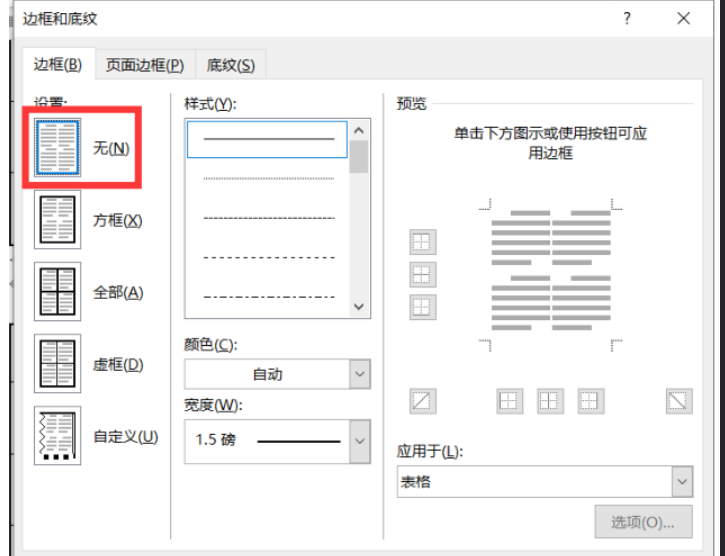 边框和底纹
?
边框(B) 页面边框(P) 底纹(S)
设置:
无(N)
方框(X)
全部(A)
虚框(D)
自定义(U)
样式(Y):
颜色(C):
自动
宽度(W):
1.5 磅
预览
单击下方图示或使用按钮可应
用边框
应用于(L):
表格
选项(O)...